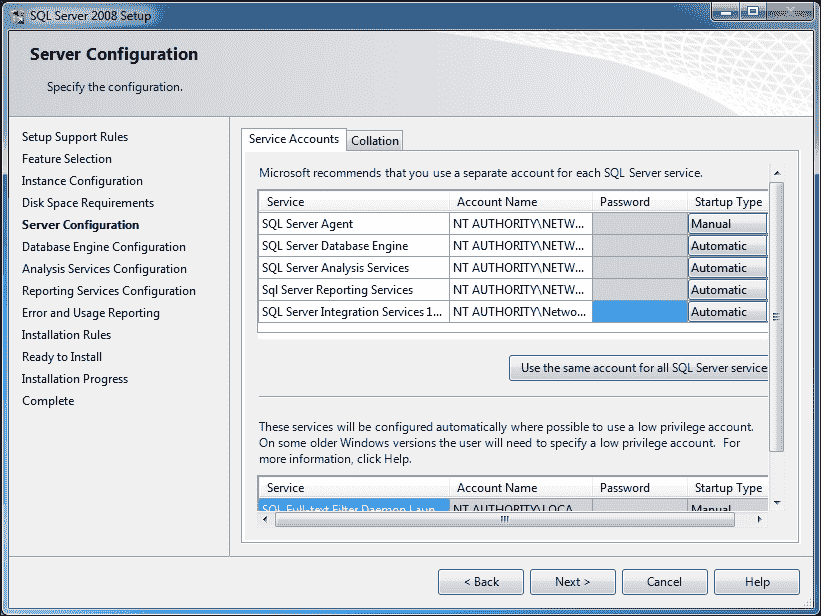 SQL Server 2008 Setup
Server Configuration
Specify the configuration.
Setup Support Rules
Feature Selection
Instance Configuration
Disk Space Requirements
Server Configuration
Database Engine Configuration
Analysis Services Configuration
Reporting Services Configuration
Error and Usage Reporting
Installation Rules
Ready to Install
Installation Progress
Complete
Service Accounts Collation
Microsoft recommends that you use a separate account for each SQL Server service.
Service Account Name Password Startup Type
SQL Server Agent NT AUTHORITY\NETW... Manual
SQL Server Database Engine NT AUTHORITY\NETW... Automatic
SQL Server Analysis Services NT AUTHORITY\NETW... Automatic
Sql Server Reporting Services NT AUTHORITY\NETW... Automatic
SQL Server Integration Services 1... NT AUTHORITY\Netwo... Automatic
Use the same account for all SQL Server service
These services will be configured automatically where possible to use a low privilege account.
On some older Windows versions the user will need to specify a low privilege account. For
more information, click Help.
Service Account Name Password Startup Type
SQL Full-text Filter Daemon Laun... NT AUTHORITY\LOCA... Manual
< Back Next > Cancel Help